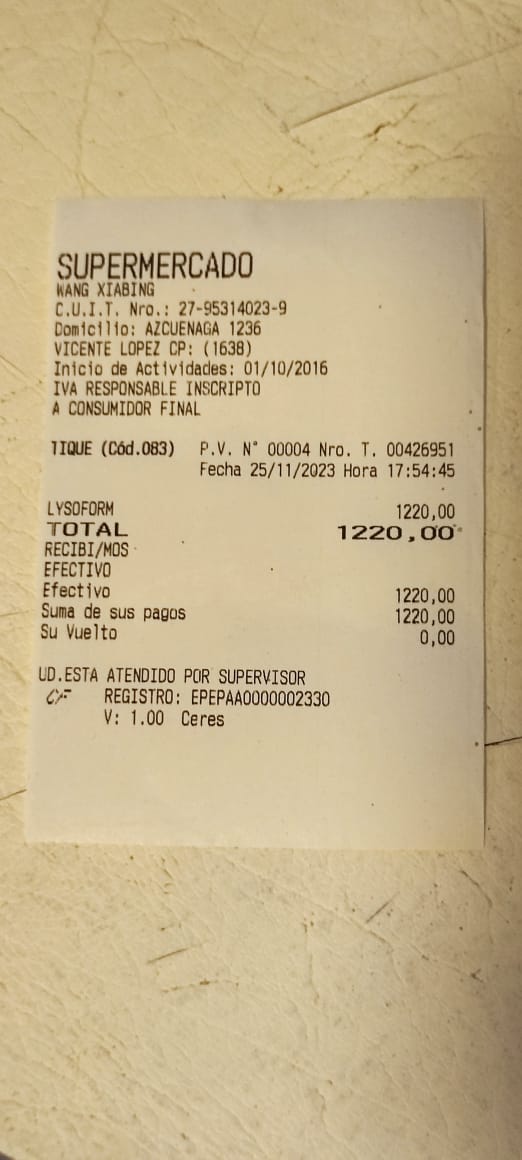 SUPERMERCADO
WANG XIABING
C.U.I.T. Nro.: 27-95314023-9
Domicilio: AZCUENAGA 1236
VICENTE LOPEZ CP: (1638)
Inicio de Actividades: 01/10/2016
IVA RESPONSABLE INSCRIPTO
A CONSUMIDOR FINAL
TIQUE (Cód.083) P.V. N° 00004 Nro. T. 00426951
Fecha 25/11/2023 Hora 17:54:45
LYSOFORM 1220,00
TOTAL 1220,00
RECIBI/MOS
EFECTIVO
Efectivo 1220,00
Suma de sus pagos 1220,00
Su Vuelto 0,00
UD.ESTA ATENDIDO POR SUPERVISOR
CF REGISTRO: EPEPAA0000002330
V: 1.00 Ceres